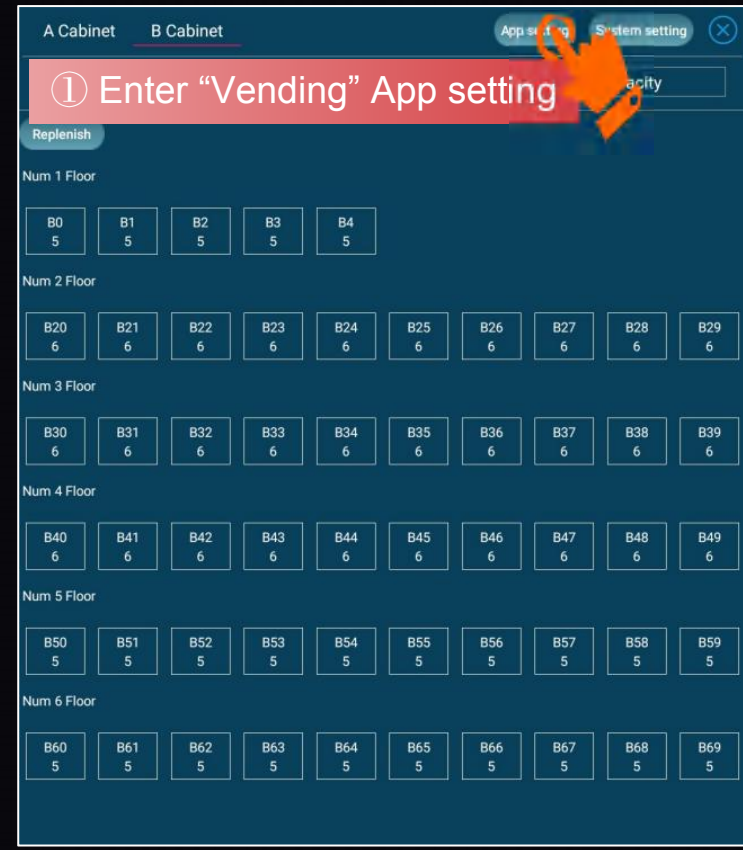 A Cabinet B Cabinet App setting System setting
① Enter “Vending” App setting
Replenish
Num 1 Floor
B0 B1 B2 B3 B4
5 5 5 5 5
Num 2 Floor
B20 B21 B22 B23 B24 B25 B26 B27 B28 B29
6 6 6 6 6 6 6 6 6 6
Num 3 Floor
B30 B31 B32 B33 B34 B35 B36 B37 B38 B39
6 6 6 6 6 6 6 6 6 6
Num 4 Floor
B40 B41 B42 B43 B44 B45 B46 B47 B48 B49
6 6 6 6 6 6 6 6 6 6
Num 5 Floor
B50 B51 B52 B53 B54 B55 B56 B57 B58 B59
5 5 5 5 5 5 5 5 5 5
Num 6 Floor
B60 B61 B62 B63 B64 B65 B66 B67 B68 B69
5 5 5 5 5 5 5 5 5 5